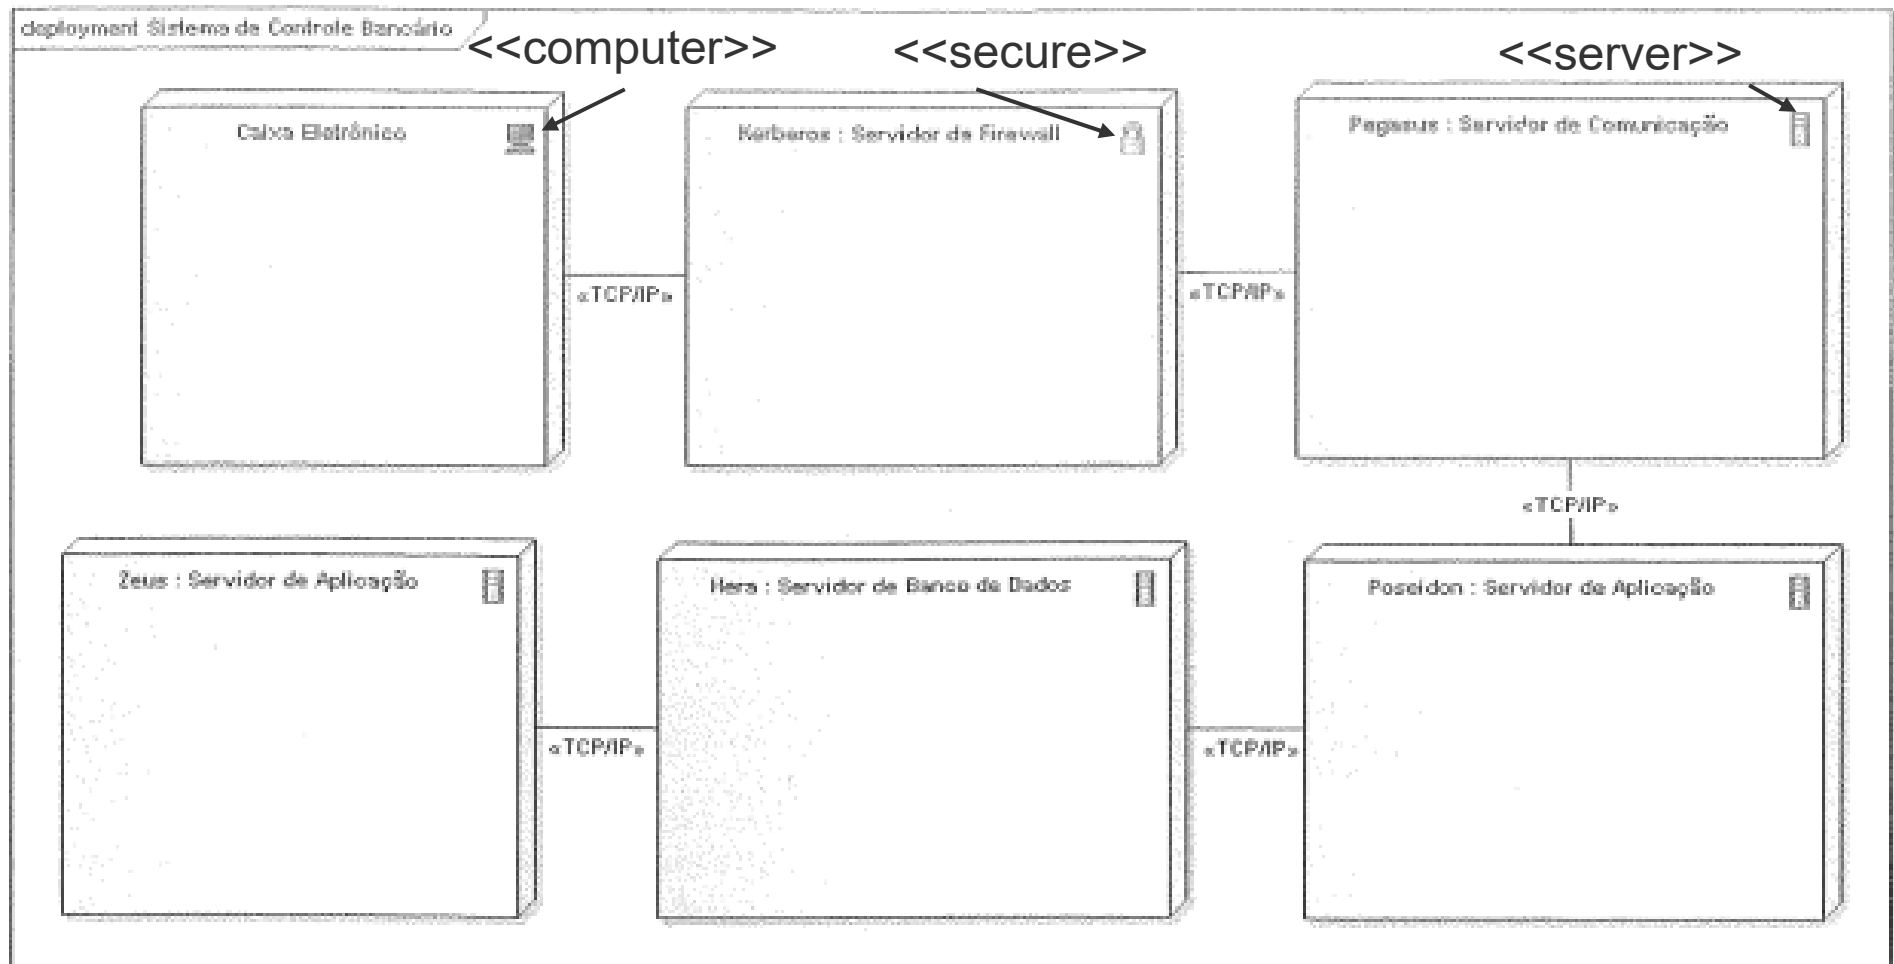 deployment Sistema de Controle Bancário
<<computer>>
<<secure>>
<<server>>
Caixa Eletrônico
Kerberos : Servidor de Firewall
Pegasus : Servidor de Comunicação
«TCP/IP»
«TCP/IP»
«TCP/IP»
Zeus : Servidor de Aplicação
Hera : Servidor de Banco de Dados
Poseidon : Servidor de Aplicação
«TCP/IP»
«TCP/IP»